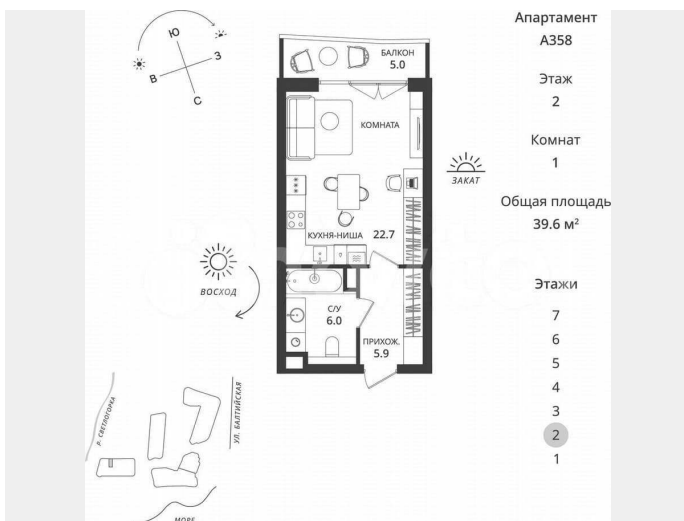 Ю
З
В
С
БАЛКОН
5.0
КОМНАТА
КУХНЯ-НИША 22.7
С/У
6.0
ПРИХОЖ.
5.9
ЗАКАТ
ВОСХОД
Р. СВЕТЛОГОРКА
УЛ. БАЛТИЙСКАЯ
МОРЕ
Апартамент
А358
Этаж
2
Комнат
1
Общая площадь
39.6 м²
Этажи
7
6
5
4
3
2
1